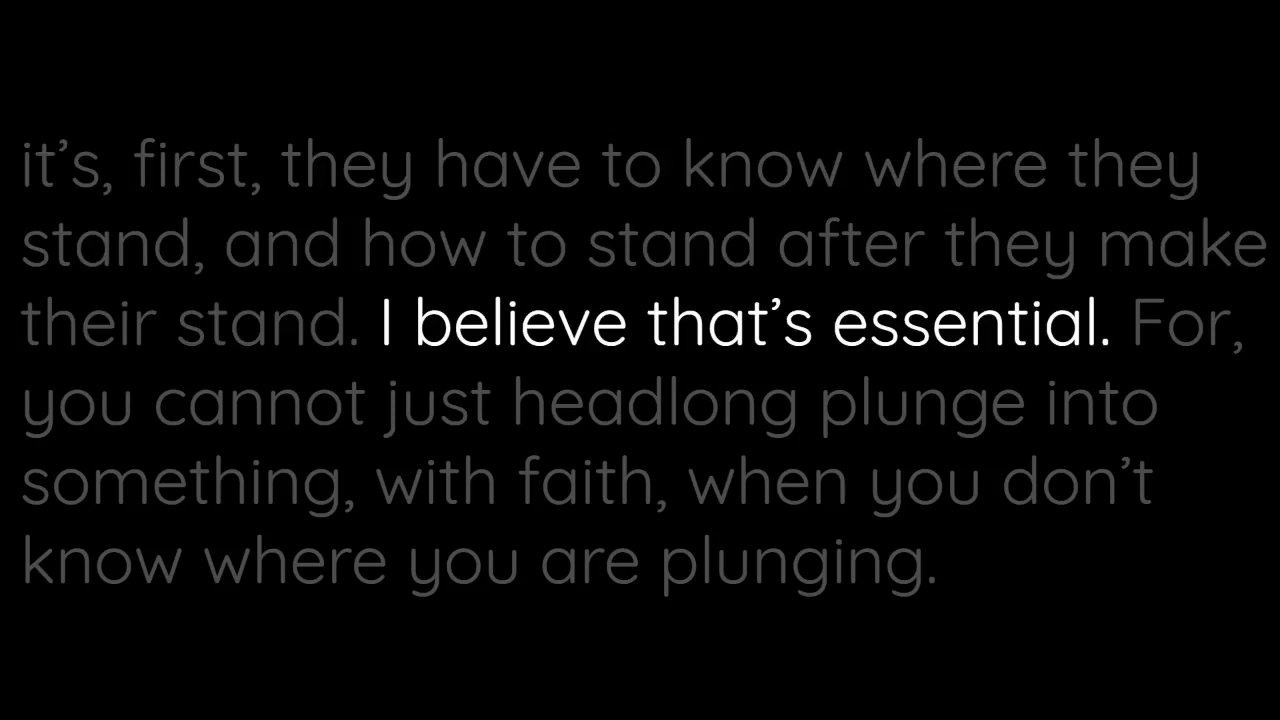 it’s, first, they have to know where they
stand, and how to stand after they make
their stand. I believe that’s essential. For,
you cannot just headlong plunge into
something, with faith, when you don’t
know where you are plunging.